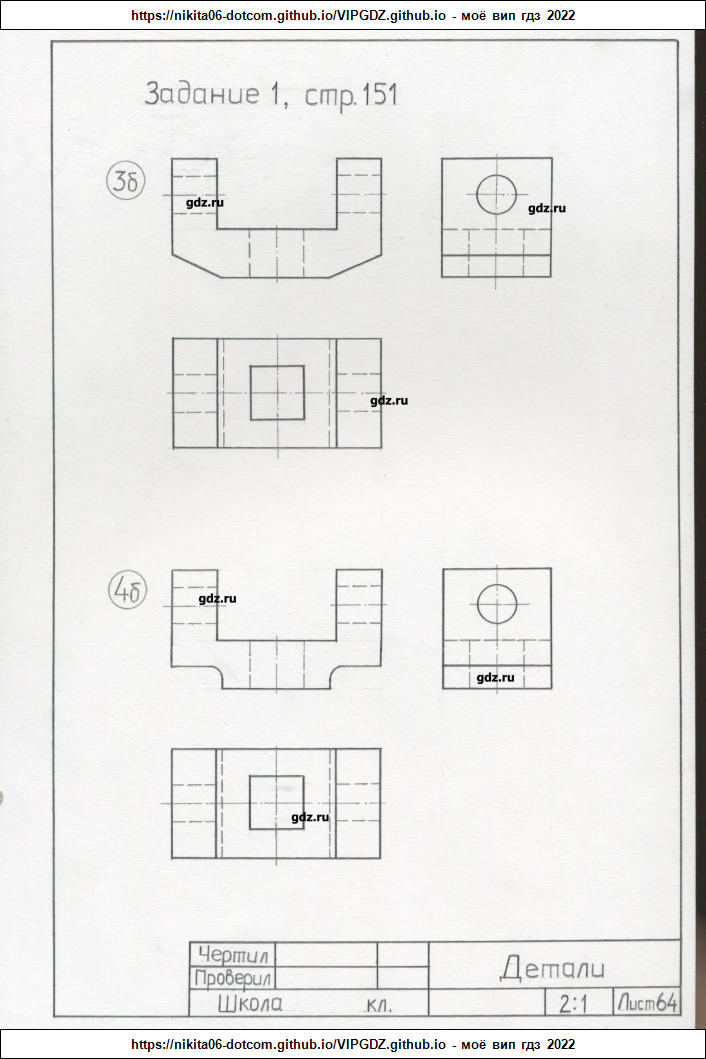 https://nikita06-dotcom.github.io/VIPGDZ.github.io - моё вип гдз 2022
Задание 1, стр.151
3б
gdz.ru
gdz.ru
gdz.ru
4б
gdz.ru
gdz.ru
gdz.ru
Чертил
Проверил
Детали
Школа кл.
2:1
Лист64
https://nikita06-dotcom.github.io/VIPGDZ.github.io - моё вип гдз 2022